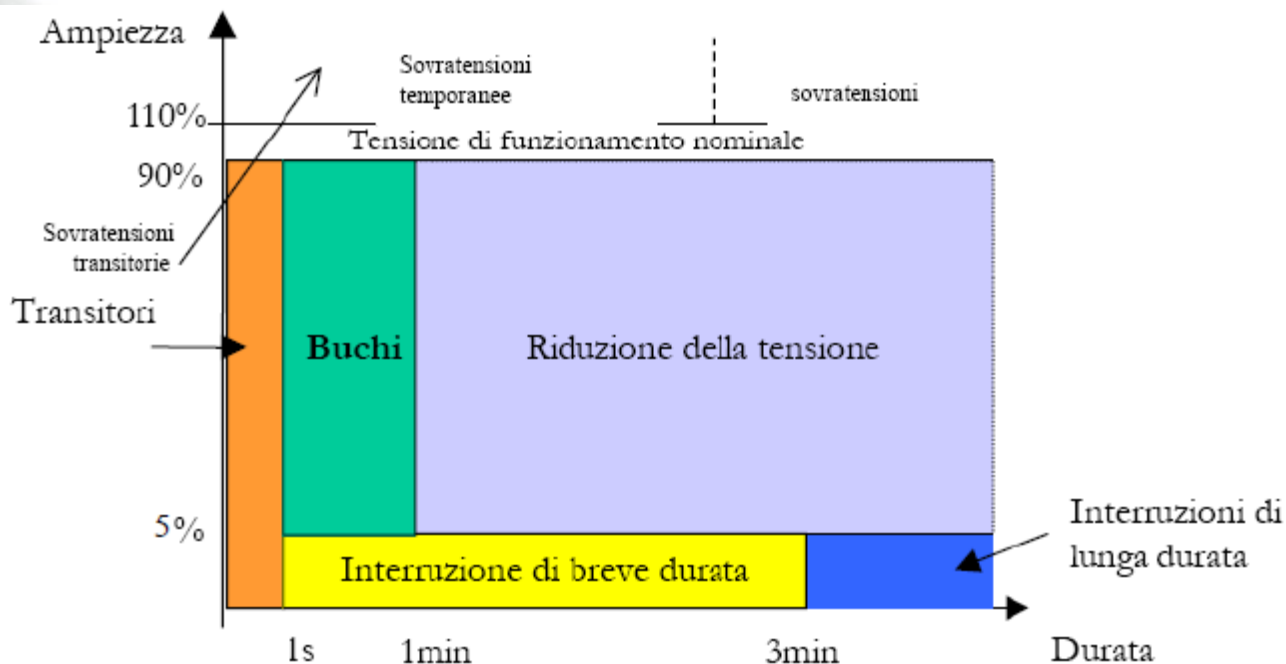 Ampiezza
Sovratensioni
temporanee
sovratensioni
110%
Tensione di funzionamento nominale
90%
Sovratensioni
transitorie
Transitori
Buchi
Riduzione della tensione
5%
Interruzione di breve durata
Interruzioni di
lunga durata
1s
1min
3min
Durata